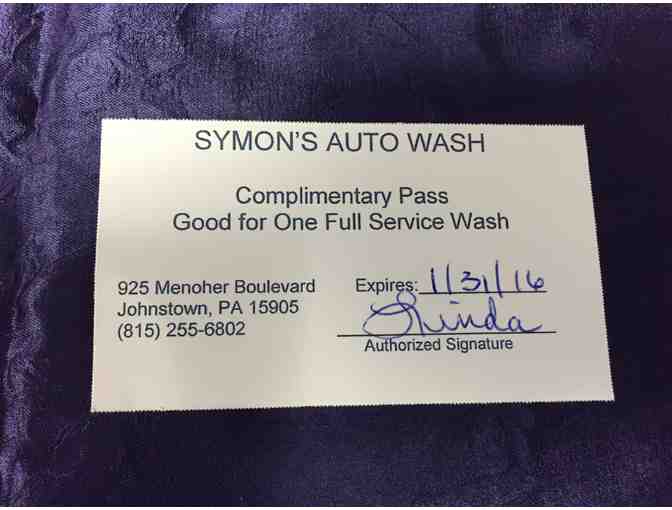 SYMON'S AUTO WASH
Complimentary Pass
Good for One Full Service Wash
925 Menoher Boulevard
Johnstown, PA 15905
(815) 255-6802
Expires: 1/31/16
Linda
Authorized Signature